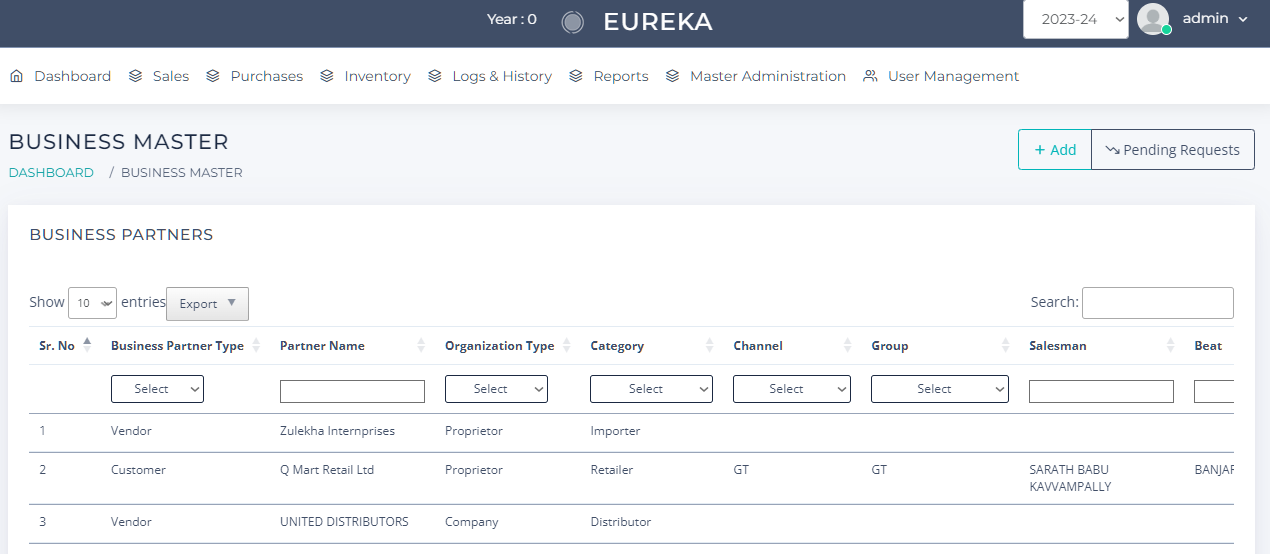 Year : 0 EUREKA 2023-24 admin
Dashboard Sales Purchases Inventory Logs & History Reports Master Administration User Management
BUSINESS MASTER
+ Add Pending Requests
DASHBOARD / BUSINESS MASTER
BUSINESS PARTNERS
Show 10 entries Export Search:
Sr. No Business Partner Type Partner Name Organization Type Category Channel Group Salesman Beat
Select Select Select Select Select
1 Vendor Zulekha Internprises Proprietor Importer
2 Customer Q Mart Retail Ltd Proprietor Retailer GT GT SARATH BABU
KAVVAMPALLY
3 Vendor UNITED DISTRIBUTORS Company Distributor